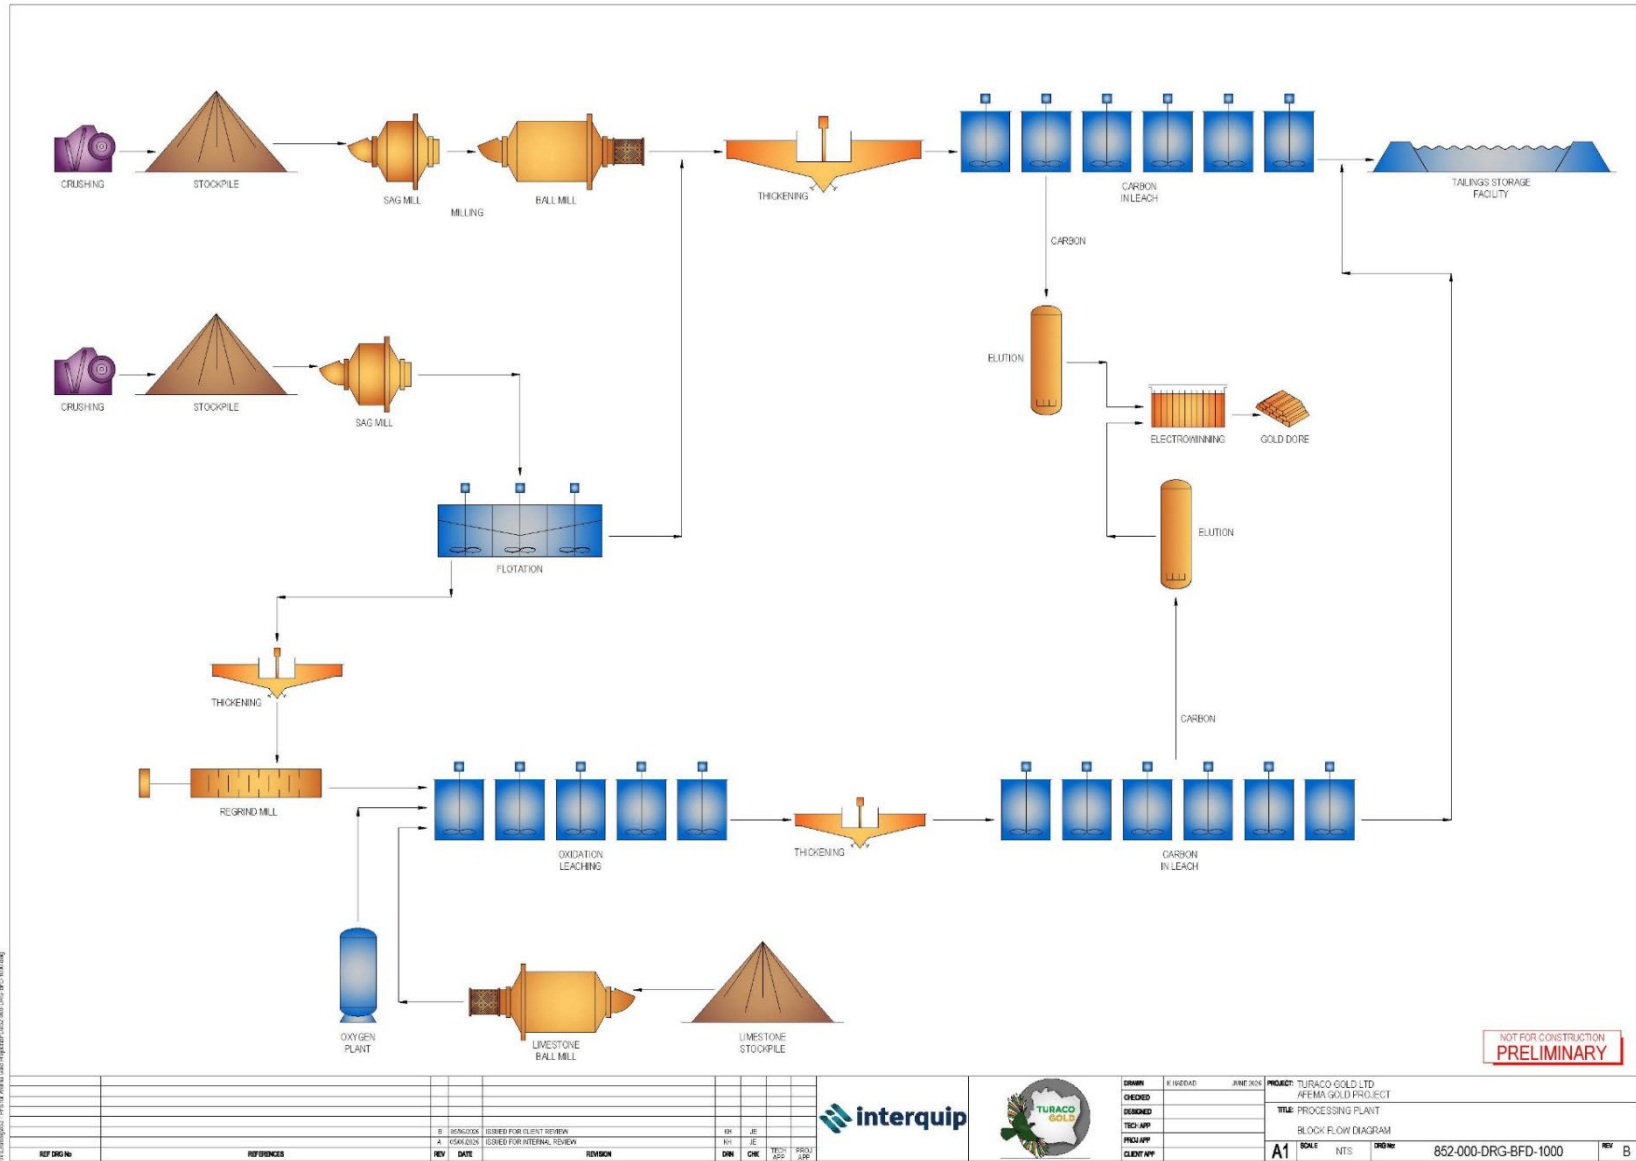 CRUSHING
STOCKPILE
SAG MILL
MILLING
BALL MILL
THICKENING
CARBON
IN LEACH
TAILINGS STORAGE
FACILITY
CARBON
ELUTION
CRUSHING
STOCKPILE
SAG MILL
ELECTROWINNING
GOLD DORE
ELUTION
FLOTATION
THICKENING
CARBON
REGRIND MILL
OXIDATION
LEACHING
THICKENING
CARBON
IN LEACH
OXYGEN
PLANT
LIMESTONE
BALL MILL
LIMESTONE
STOCKPILE
NOT FOR CONSTRUCTION
PRELIMINARY
B ISSUED FOR CLIENT REVIEW KH JE
A ISSUED FOR INTERNAL REVIEW KH JE
REF DRG No REFERENCES REV DATE REVISION DRN CHK TECH APP PROJ APP
interquip
TURACO
GOLD
DRAWN K.HADDAD JUNE 2026
CHECKED
DESIGNED
TECH APP
PROJ APP
CLIENT APP
PROJECT: TURACO GOLD LTD
AFEMA GOLD PROJECT
TITLE: PROCESSING PLANT
BLOCK FLOW DIAGRAM
A1 SCALE NTS DRG No: 852-000-DRG-BFD-1000 REV B